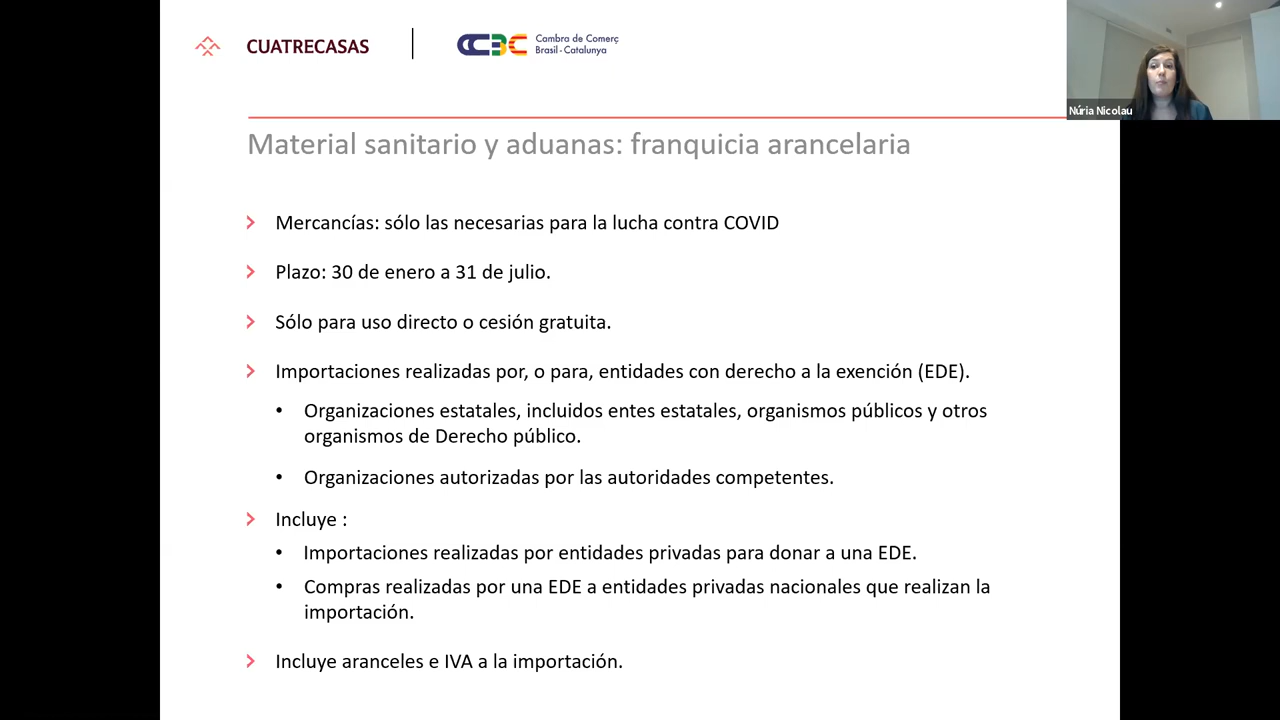 CUATRECASAS
CCBC
Cambra de Comerç
Brasil - Catalunya
Núria Nicolau
Material sanitario y aduanas: franquicia arancelaria
Mercancías: sólo las necesarias para la lucha contra COVID
Plazo: 30 de enero a 31 de julio.
Sólo para uso directo o cesión gratuita.
Importaciones realizadas por, o para, entidades con derecho a la exención (EDE).
• Organizaciones estatales, incluidos entes estatales, organismos públicos y otros
organismos de Derecho público.
• Organizaciones autorizadas por las autoridades competentes.
Incluye :
• Importaciones realizadas por entidades privadas para donar a una EDE.
• Compras realizadas por una EDE a entidades privadas nacionales que realizan la
importación.
Incluye aranceles e IVA a la importación.